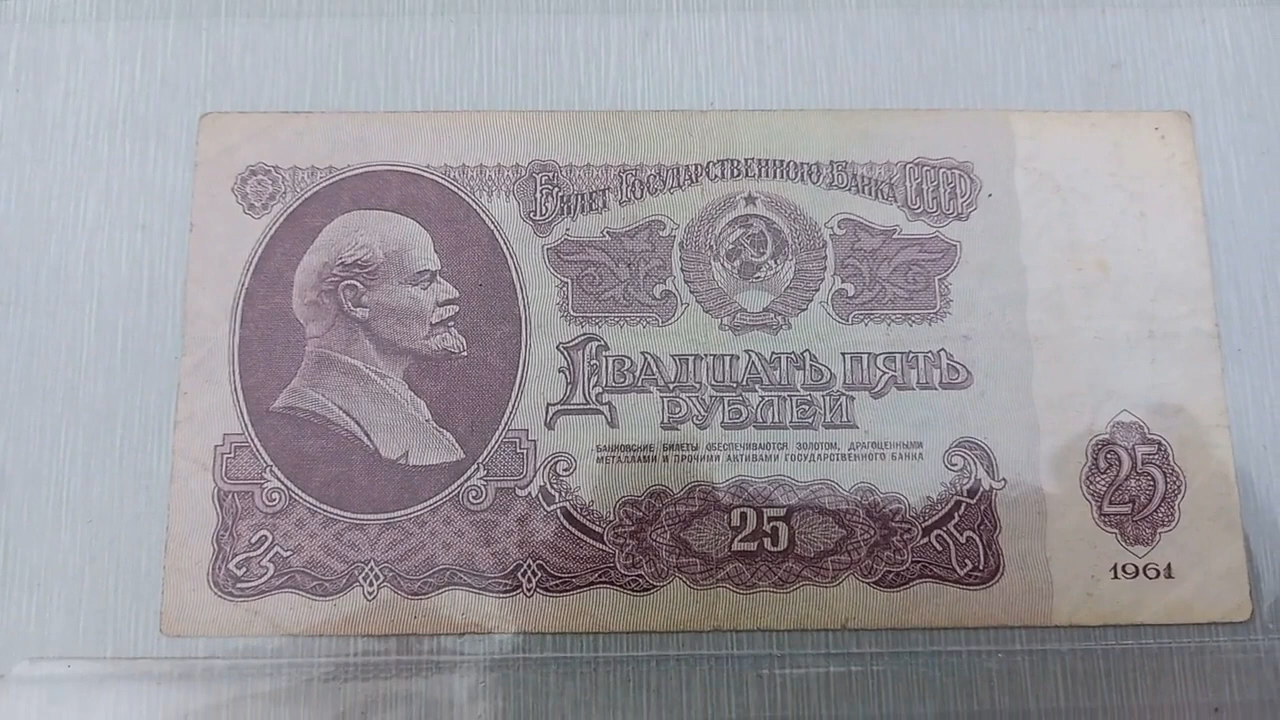 Билет Государственного Банка СССР
Двадцать пять
рублей
БАНКОВСКИЕ БИЛЕТЫ ОБЕСПЕЧИВАЮТСЯ ЗОЛОТОМ, ДРАГОЦЕННЫМИ
МЕТАЛЛАМИ И ПРОЧИМИ АКТИВАМИ ГОСУДАРСТВЕННОГО БАНКА
25
25
25
25
1961